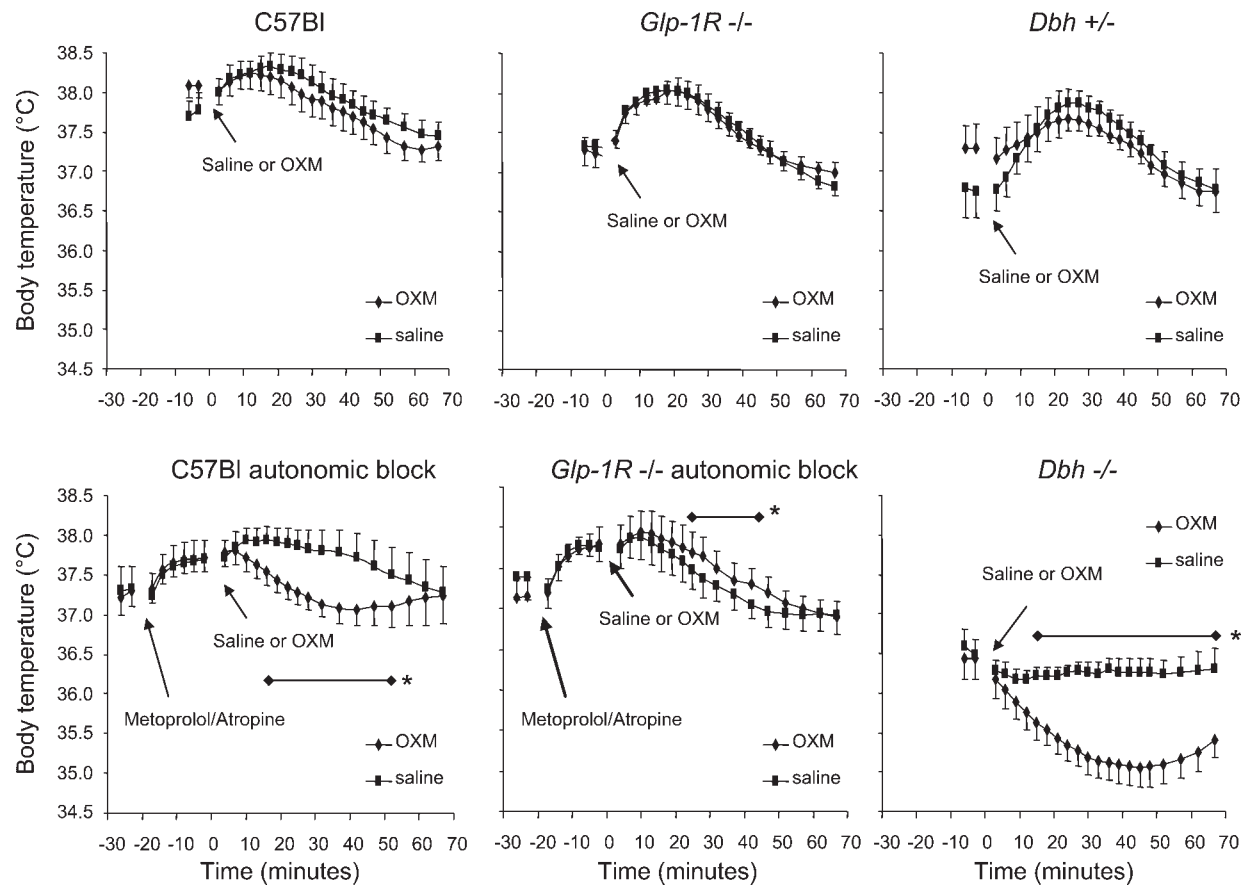 C57Bl
Glp-1R -/-
Dbh +/-
Body temperature (°C)
38.5
38.0
37.5
37.0
36.5
36.0
35.5
35.0
34.5
Saline or OXM
OXM
saline
-30 -20 -10 0 10 20 30 40 50 60 70
Saline or OXM
OXM
saline
-30 -20 -10 0 10 20 30 40 50 60 70
Saline or OXM
OXM
saline
-30 -20 -10 0 10 20 30 40 50 60 70
C57Bl autonomic block
Glp-1R -/- autonomic block
Dbh -/-
Body temperature (°C)
38.5
38.0
37.5
37.0
36.5
36.0
35.5
35.0
34.5
Saline or OXM
*
Metoprolol/Atropine
OXM
saline
-30 -20 -10 0 10 20 30 40 50 60 70
Time (minutes)
*
Saline or OXM
Metoprolol/Atropine
OXM
saline
-30 -20 -10 0 10 20 30 40 50 60 70
Time (minutes)
OXM
saline
Saline or OXM
*
-30 -20 -10 0 10 20 30 40 50 60 70
Time (minutes)